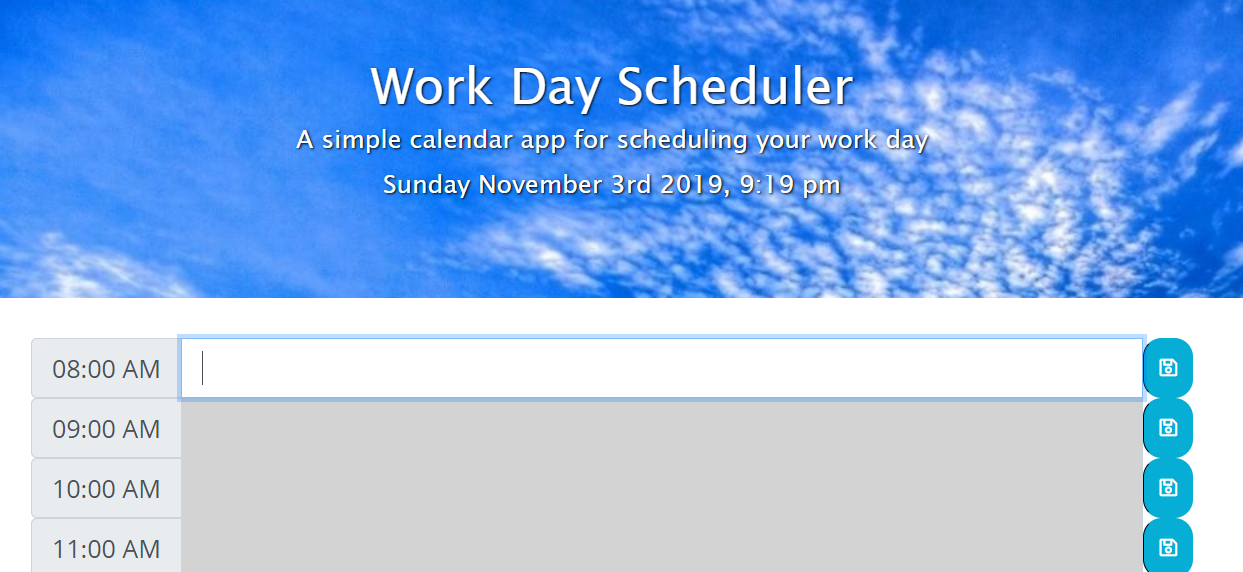 Work Day Scheduler
A simple calendar app for scheduling your work day
Sunday November 3rd 2019, 9:19 pm
08:00 AM
09:00 AM
10:00 AM
11:00 AM